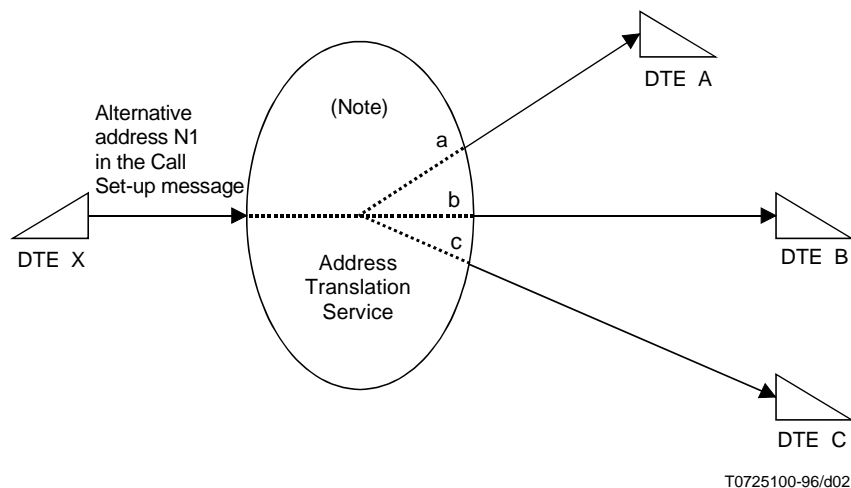 DTE A
(Note)
Alternative
address N1
in the Call
Set-up message
a
b
c
DTE X
DTE B
Address
Translation
Service
DTE C
T0725100-96/d02